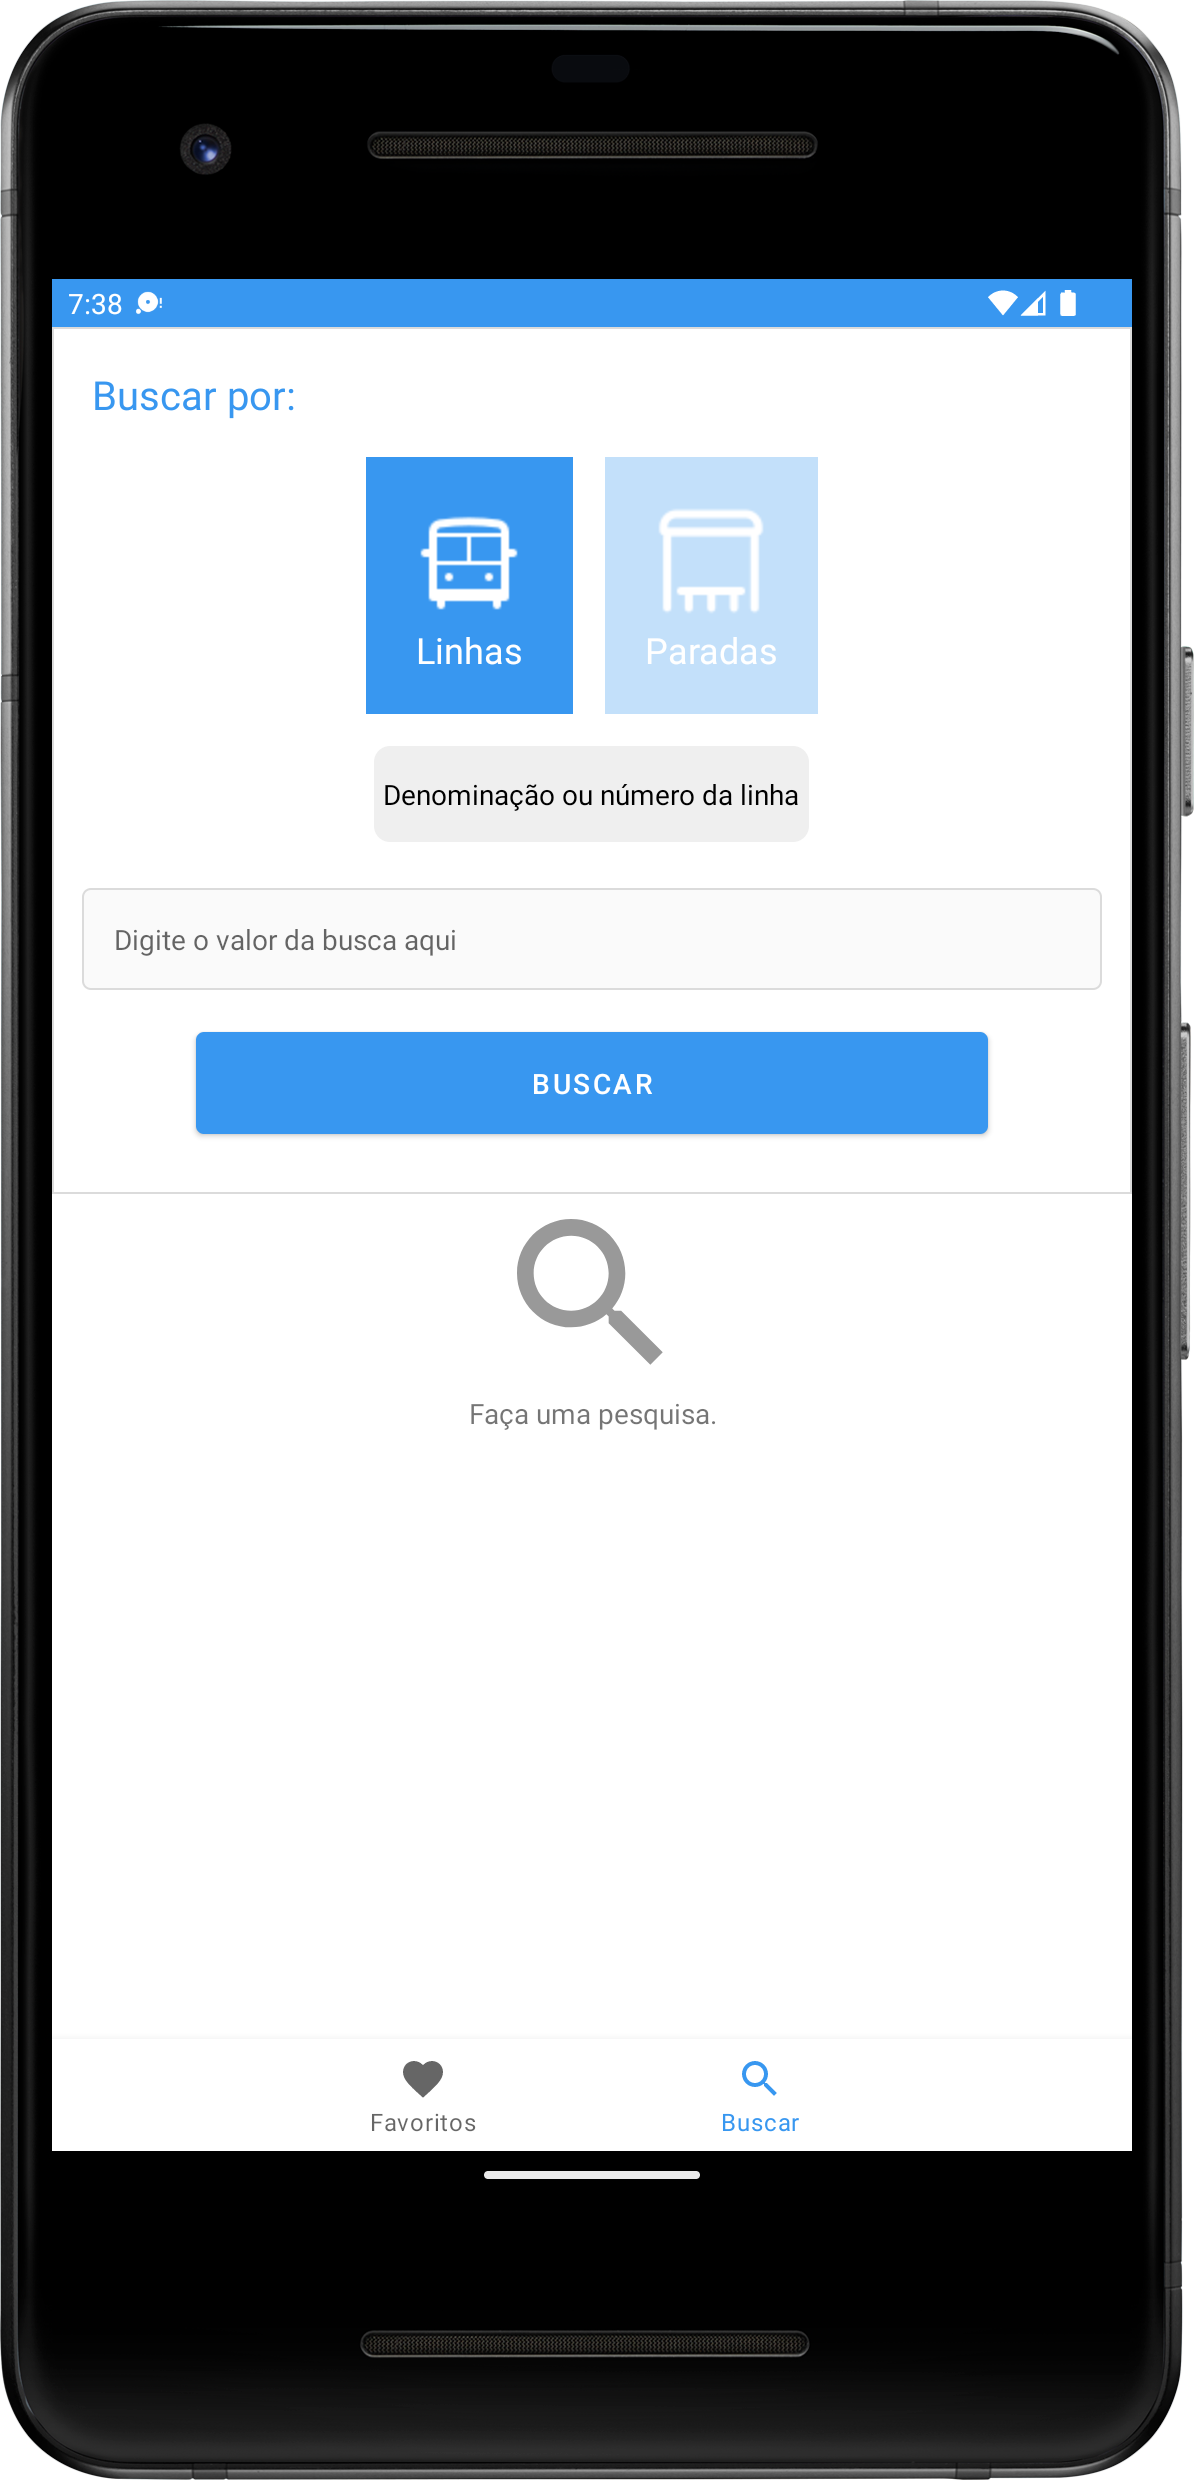 7:38
Buscar por:
Linhas
Paradas
Denominação ou número da linha
Digite o valor da busca aqui
BUSCAR
Faça uma pesquisa.
Favoritos
Buscar